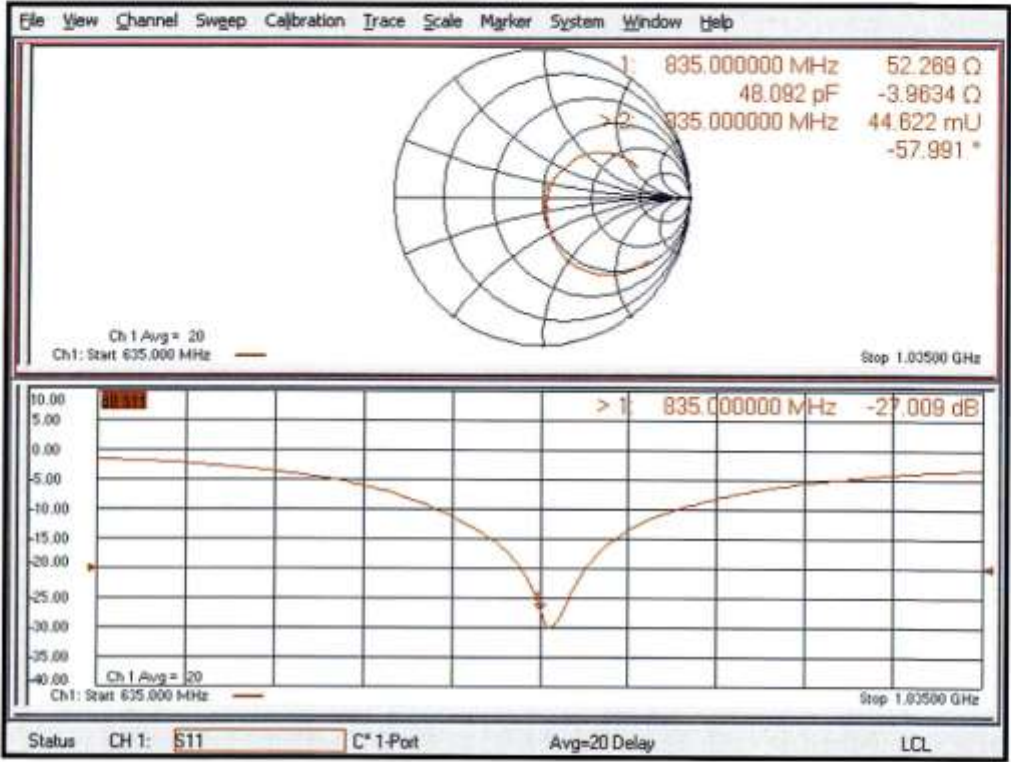 File View Channel Sweep Calibration Trace Scale Marker System Window Help
1: 835.000000 MHz 52.269 Ω
48.092 pF -3.9634 Ω
> 2: 835.000000 MHz 44.622 mU
-57.991 °
Ch 1 Avg = 20
Ch1: Start 635.000 MHz
Stop 1.03500 GHz
10.00
> 1: 835.000000 MHz -27.009 dB
5.00
0.00
-5.00
-10.00
-15.00
-20.00
-25.00
-30.00
-35.00
-40.00
Ch 1 Avg = 20
Ch1: Start 635.000 MHz
Stop 1.03500 GHz
Status CH 1: S11 C* 1-Port Avg=20 Delay LCL